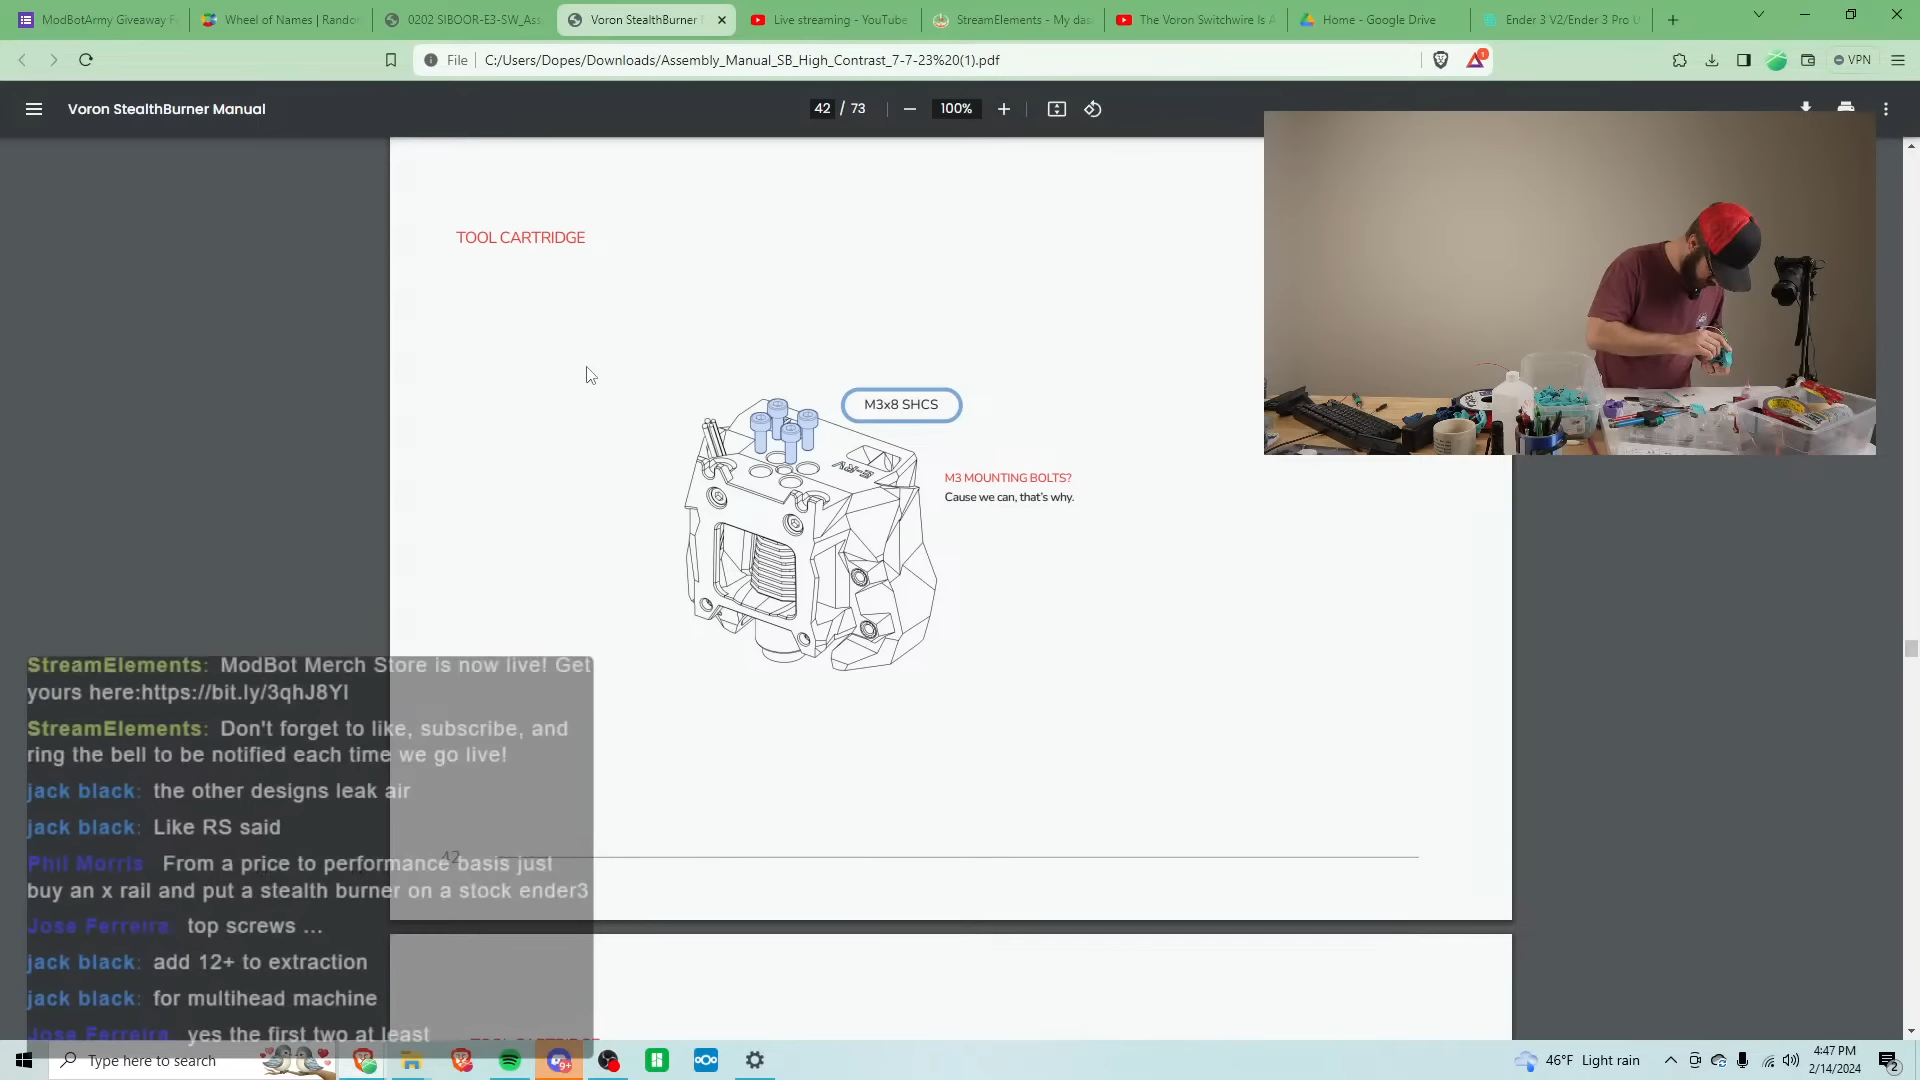 ModBotArmy Giveaway F
Wheel of Names | Rando
0202 SIBOOR-E3-SW_Ass
Voron StealthBurner
Live streaming - YouTube
StreamElements - My das
The Voron Switchwire Is A
Home - Google Drive
Ender 3 V2/Ender 3 Pro U
File
C:/Users/Dopes/Downloads/Assembly_Manual_SB_High_Contrast_7-7-23%20(1).pdf
1
VPN
Voron StealthBurner Manual
42 / 73
100%
TOOL CARTRIDGE
M3x8 SHCS
M3 MOUNTING BOLTS?
Cause we can, that's why.
42
StreamElements: ModBot Merch Store is now live! Get
yours here:https://bit.ly/3qhJ8Yl
StreamElements: Don't forget to like, subscribe, and
ring the bell to be notified each time we go live!
jack black: the other designs leak air
jack black: Like RS said
Phil Morris: From a price to performance basis just
buy an x rail and put a stealth burner on a stock ender3
Jose Ferreira: top screws ...
jack black: add 12+ to extraction
jack black: for multihead machine
Jose Ferreira: yes the first two at least
TOOL CARTRIDGE
Type here to search
9+
46°F Light rain
4:47 PM
2/14/2024
2